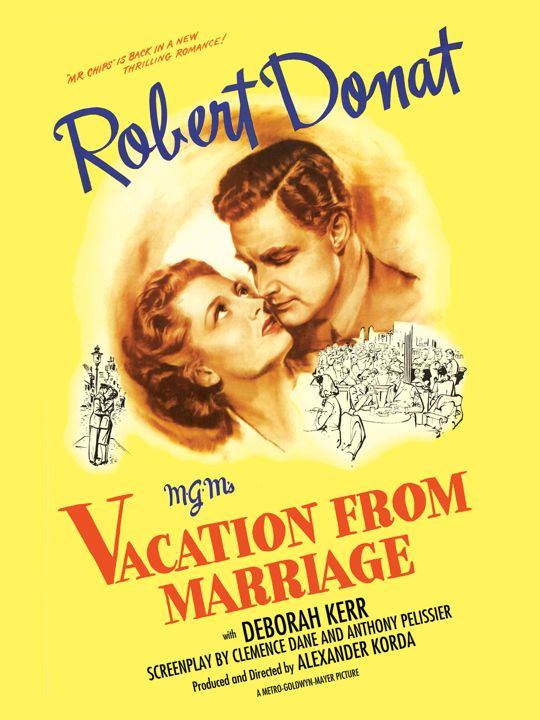 "MR. CHIPS" IS BACK IN A NEW
THRILLING ROMANCE!
Robert Donat
M-G-M's
VACATION FROM
MARRIAGE
with DEBORAH KERR
SCREENPLAY BY CLEMENCE DANE AND ANTHONY PELISSIER
Produced and Directed by ALEXANDER KORDA
A METRO-GOLDWYN-MAYER PICTURE